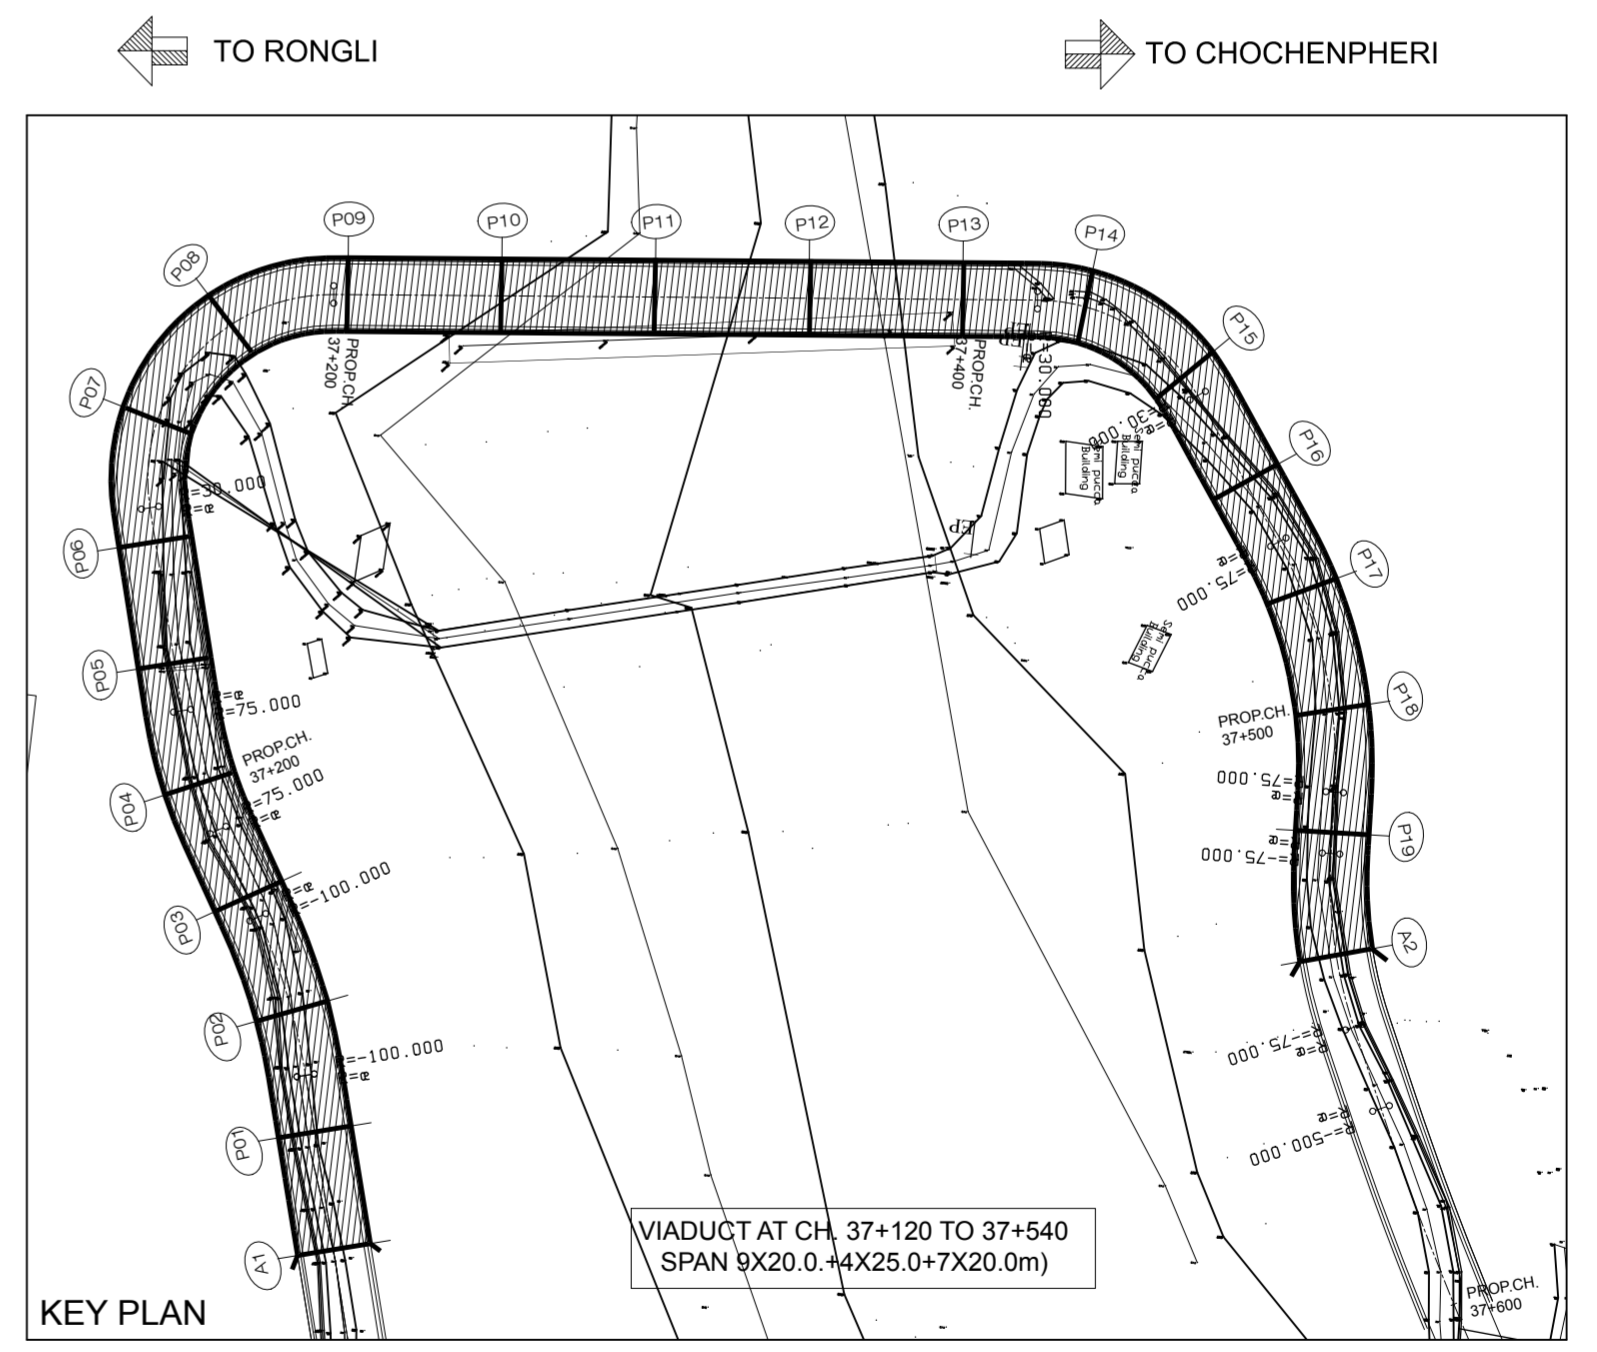 TO RONGLI
TO CHOCHENPHERI
P09
P10
P11
P12
P13
P14
P08
P15
P07
P16
P06
P17
P05
P18
P04
P19
P03
A2
P02
P01
A1
PROP.CH.
37+200
PROP.CH.
37+400
R=30.000
R=30.000
R=30.000
Semi pucca
Building
Semi pucca
Building
EP
EP
EP
R=75.000
Semi pucca
Building
R=75.000
PROP.CH.
37+200
R=75.000
PROP.CH.
37+500
R=75.000
R=-75.000
R=-100.000
R=-100.000
R=-75.000
R=-500.000
VIADUCT AT CH. 37+120 TO 37+540
SPAN 9X20.0.+4X25.0+7X20.0m)
PROP.CH.
37+600
KEY PLAN